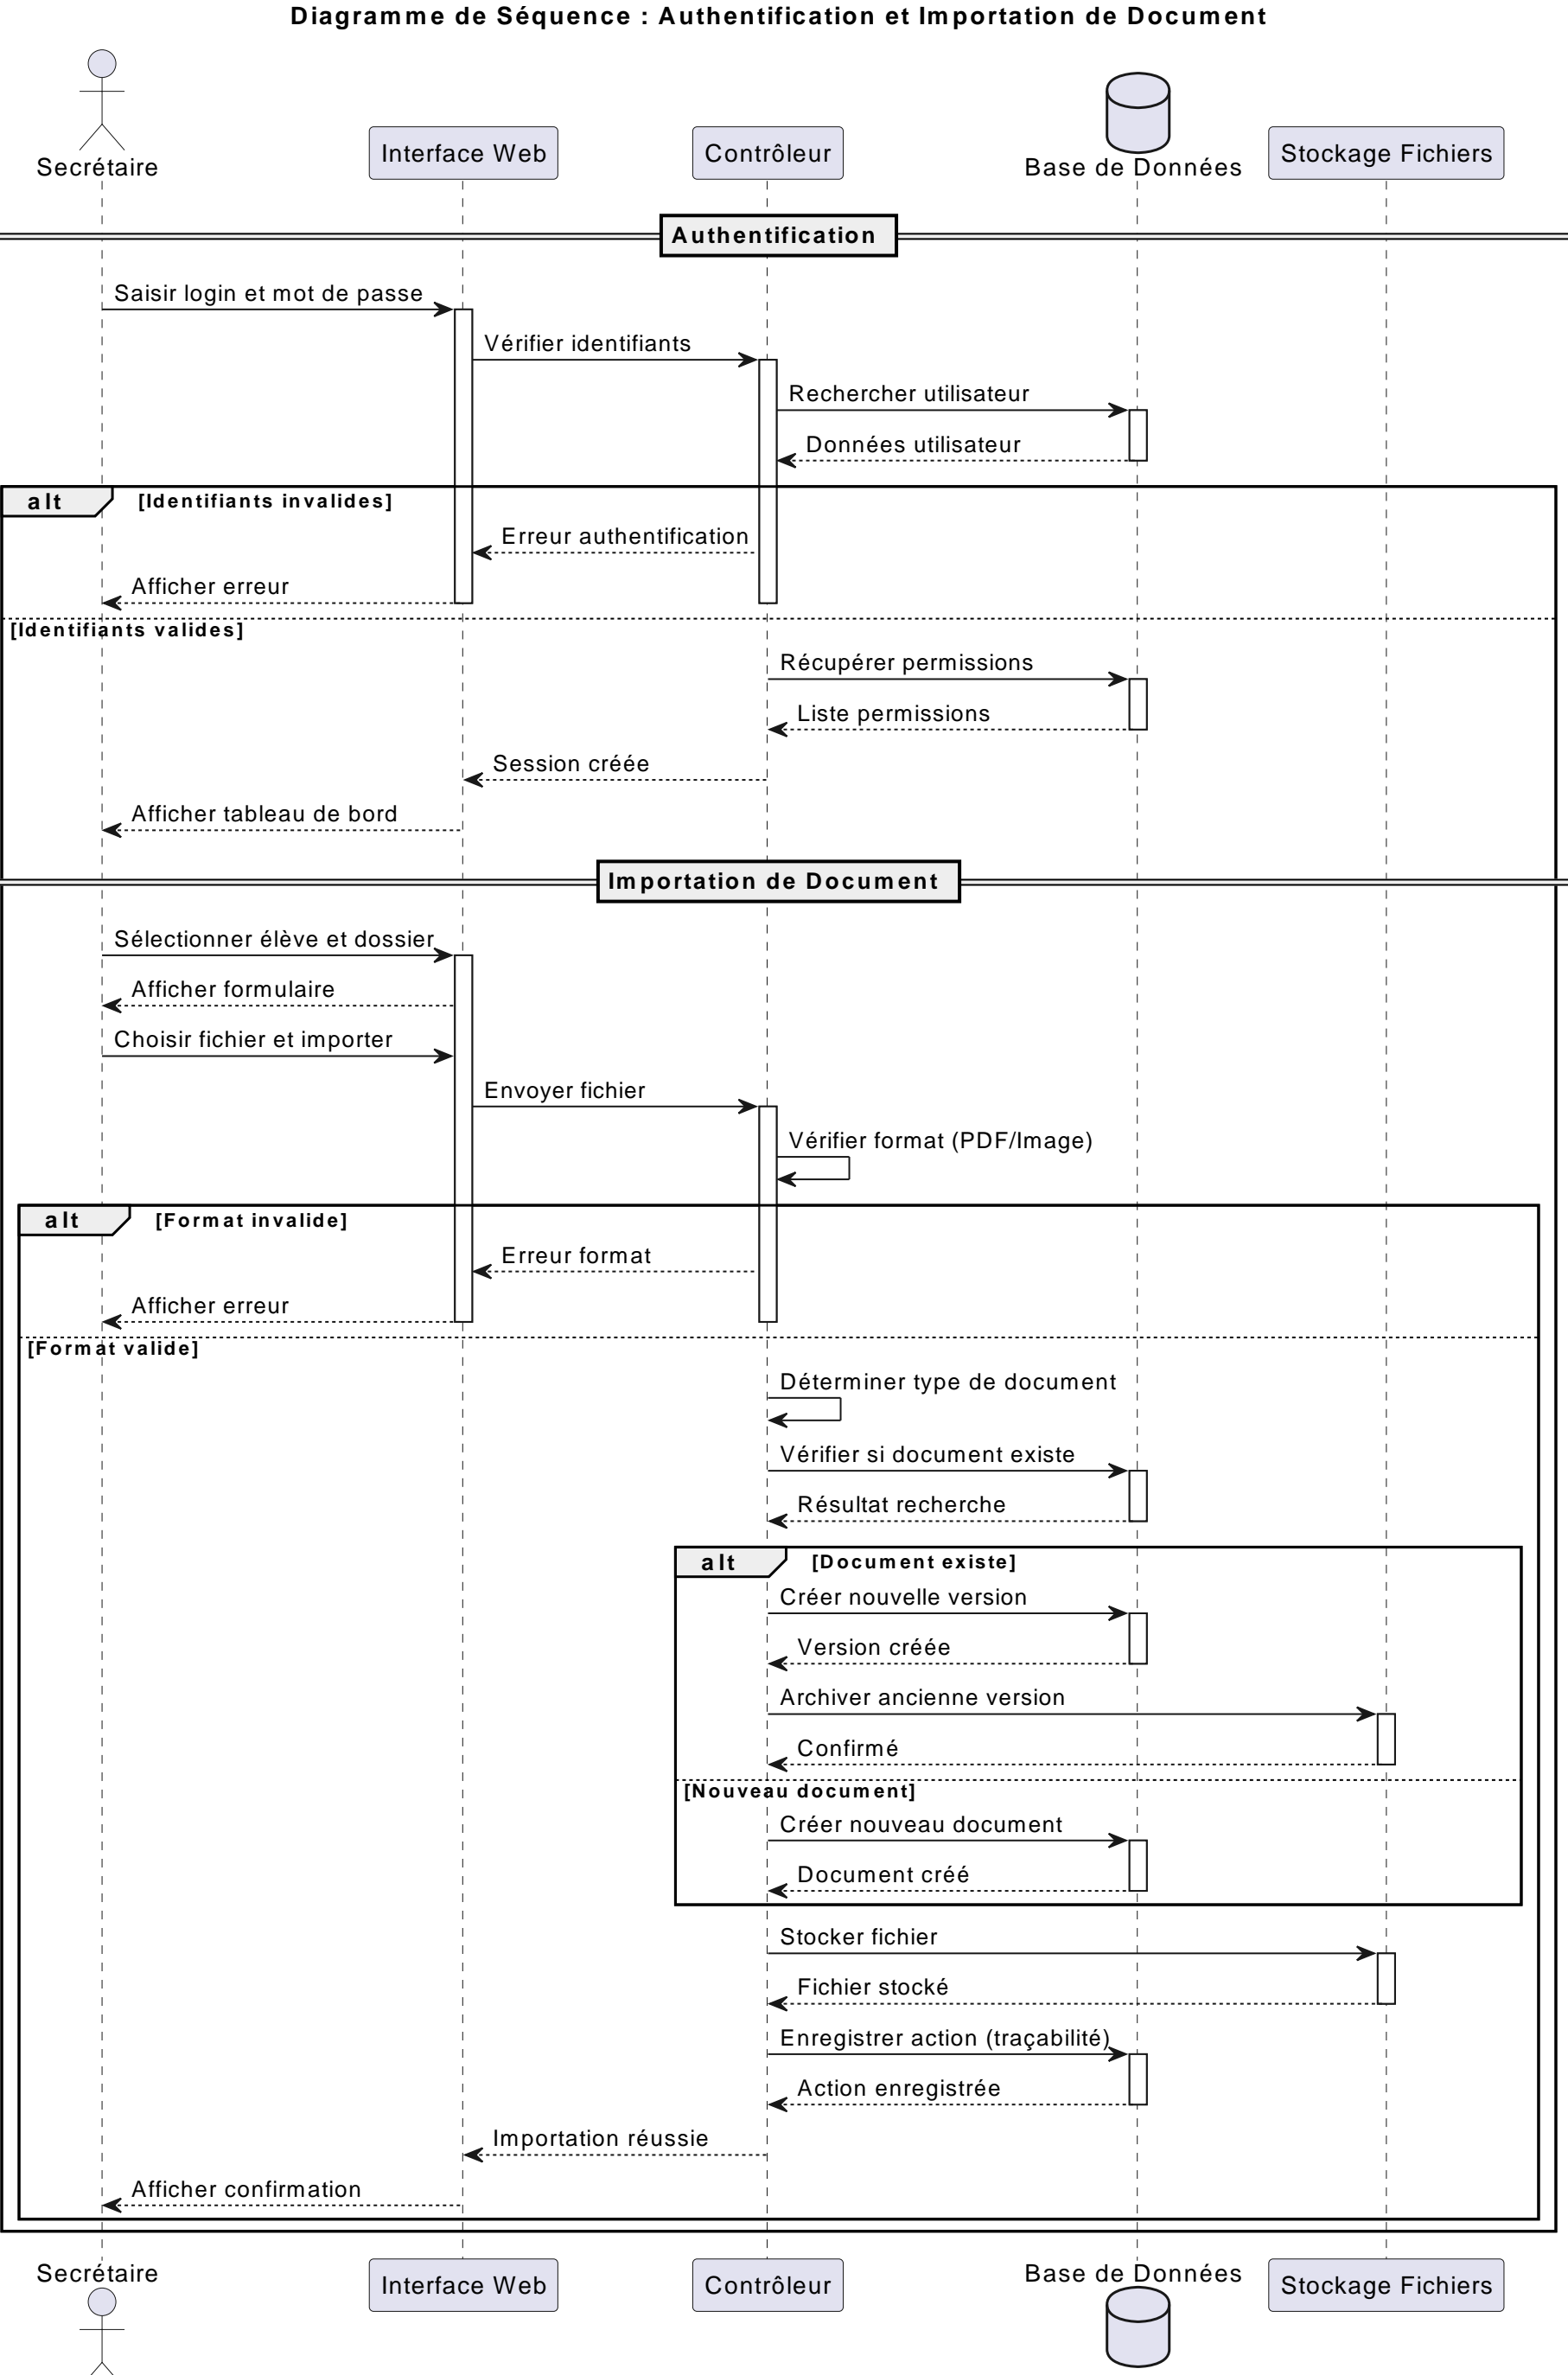 Diagramme de Séquence : Authentification et Importation de Document
Secrétaire
Interface Web
Contrôleur
Base de Données
Stockage Fichiers
Authentification
Saisir login et mot de passe
Vérifier identifiants
Rechercher utilisateur
Données utilisateur
alt
[Identifiants invalides]
Erreur authentification
Afficher erreur
[Identifiants valides]
Récupérer permissions
Liste permissions
Session créée
Afficher tableau de bord
Importation de Document
Sélectionner élève et dossier
Afficher formulaire
Choisir fichier et importer
Envoyer fichier
Vérifier format (PDF/Image)
alt
[Format invalide]
Erreur format
Afficher erreur
[Format valide]
Déterminer type de document
Vérifier si document existe
Résultat recherche
alt
[Document existe]
Créer nouvelle version
Version créée
Archiver ancienne version
Confirmé
[Nouveau document]
Créer nouveau document
Document créé
Stocker fichier
Fichier stocké
Enregistrer action (traçabilité)
Action enregistrée
Importation réussie
Afficher confirmation
Secrétaire
Interface Web
Contrôleur
Base de Données
Stockage Fichiers